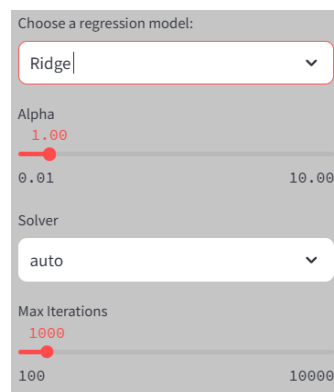 Choose a regression model:
Ridge
Alpha
1.00
0.01 10.00
Solver
auto
Max Iterations
1000
100 10000